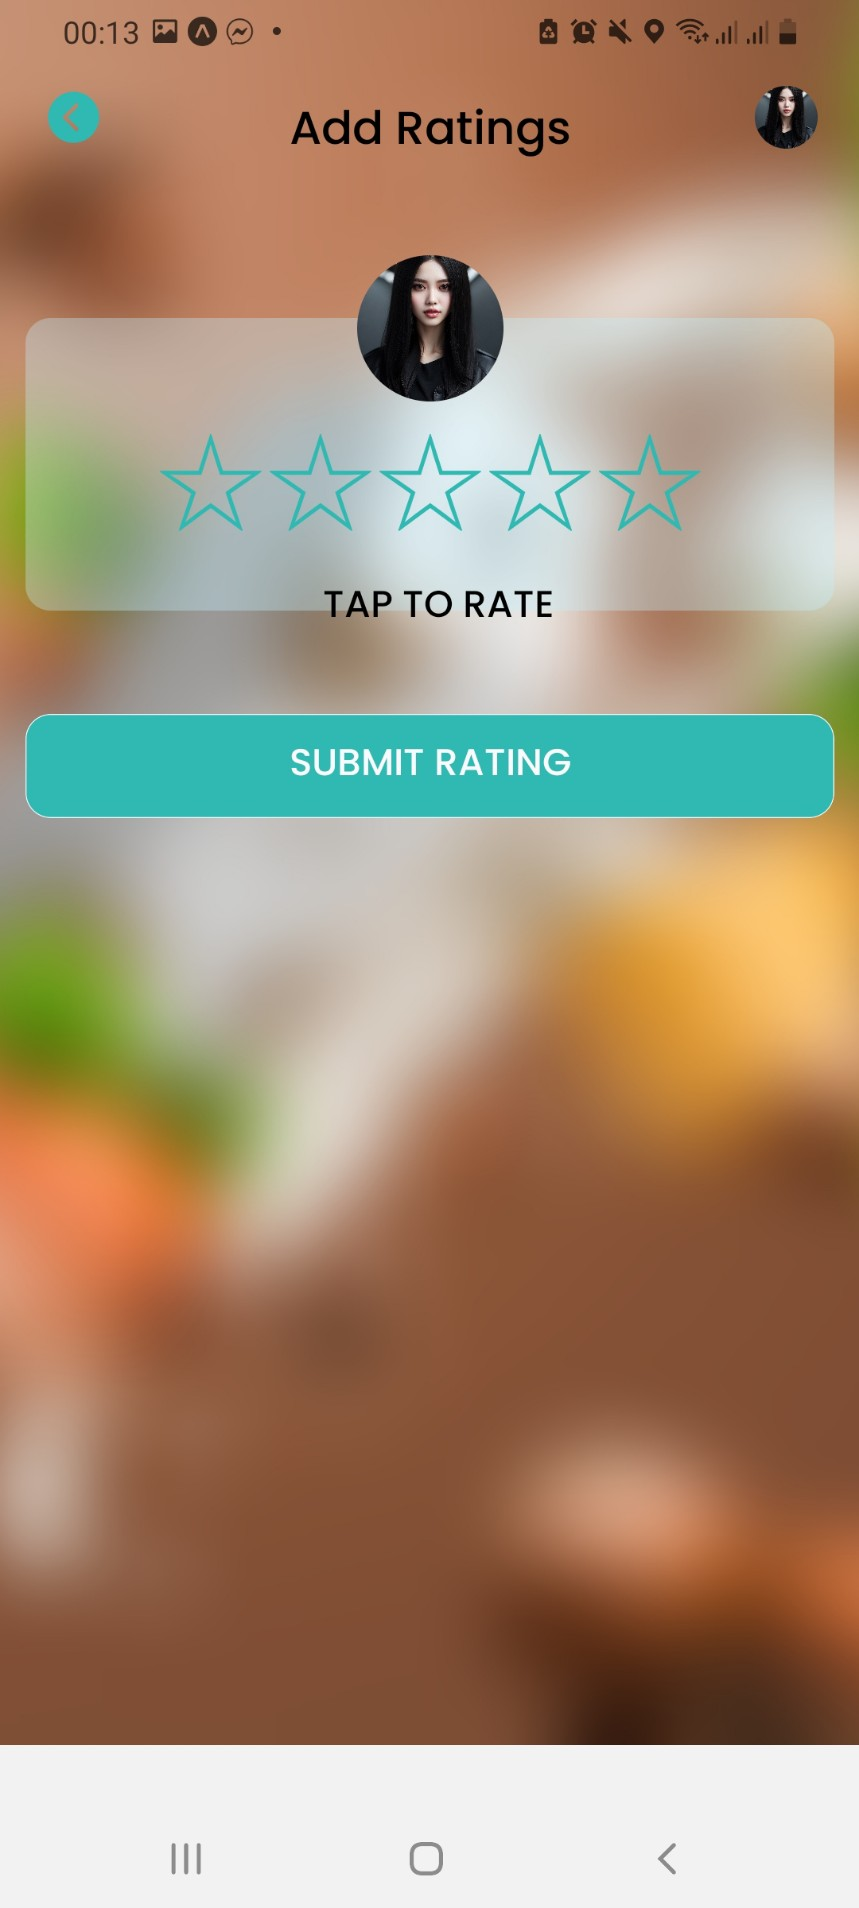 00:13
Add Ratings
TAP TO RATE
SUBMIT RATING